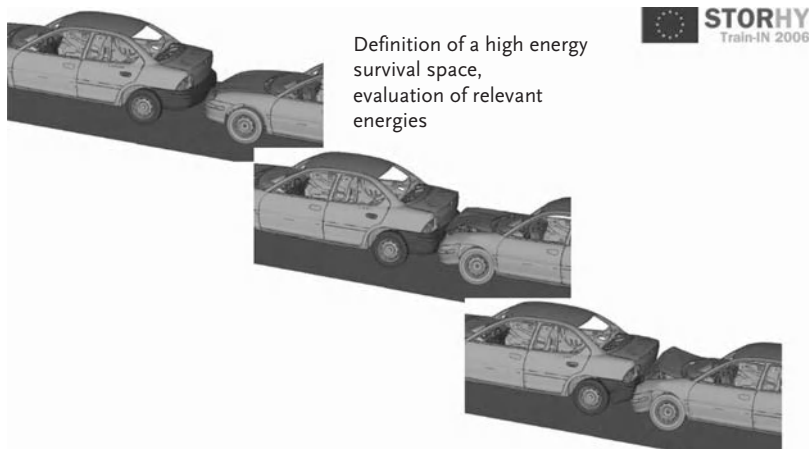 STORHY
Train-IN 2006
Definition of a high energy
survival space,
evaluation of relevant
energies